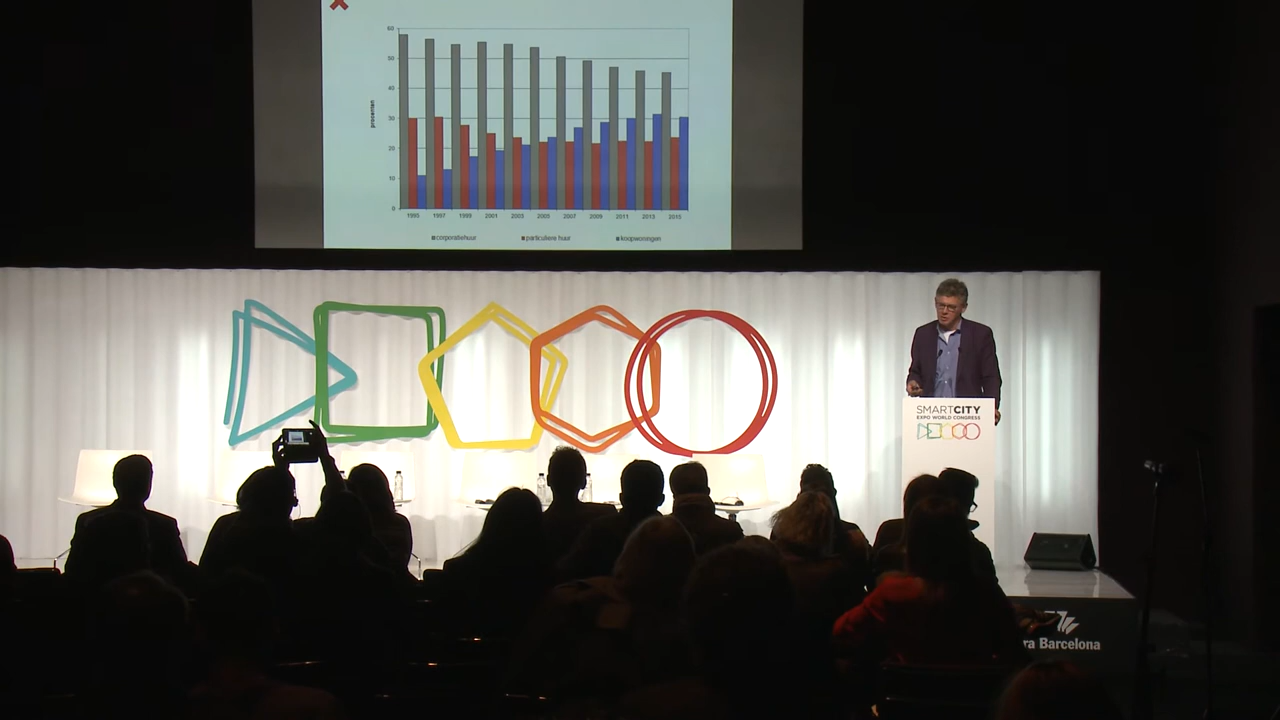 60
50
40
30
20
10
0
procenten
1995 1997 1999 2001 2003 2005 2007 2009 2011 2013 2015
corporatiehuur particuliere huur koopwoningen
SMARTCITY
EXPO WORLD CONGRESS
ra Barcelona